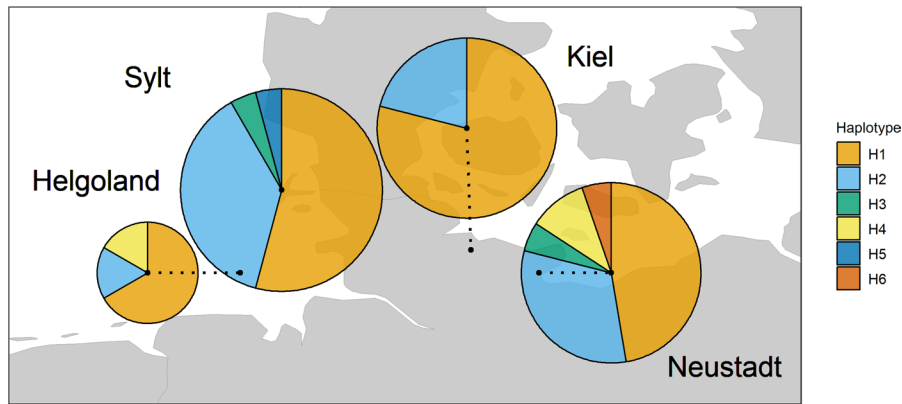 Kiel
Sylt
Helgoland
Neustadt
Haplotype
H1
H2
H3
H4
H5
H6